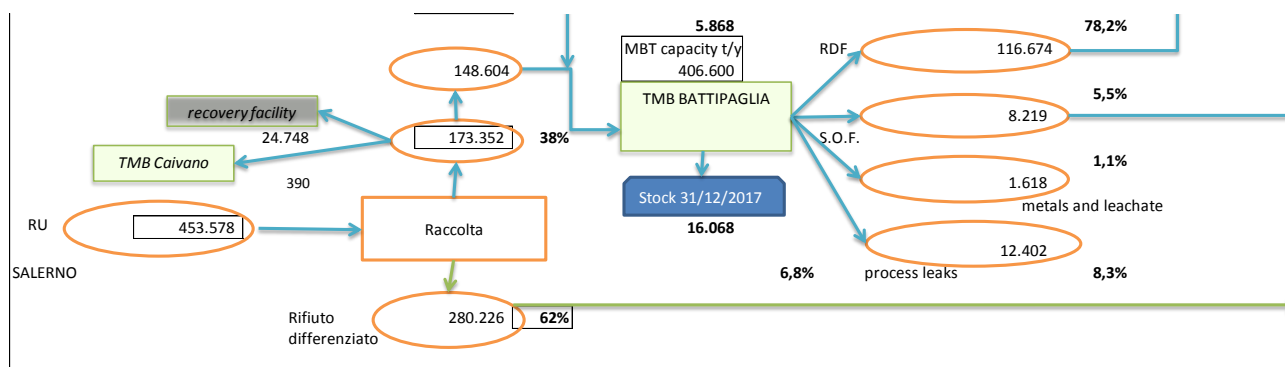 5.868
78,2%
MBT capacity t/y
406.600
RDF
116.674
148.604
TMB BATTIPAGLIA
5,5%
recovery facility
8.219
24.748
173.352
38%
S.O.F.
TMB Caivano
1,1%
390
1.618
Stock 31/12/2017
metals and leachate
RU
453.578
Raccolta
16.068
12.402
SALERNO
6,8%
process leaks
8,3%
Rifiuto
differenziato
280.226
62%